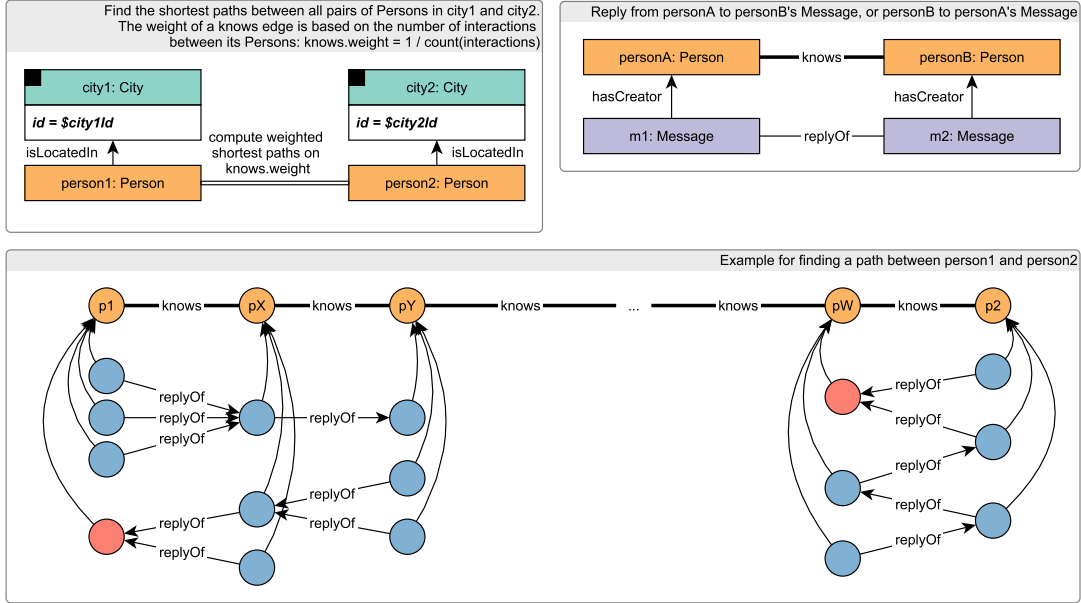 Find the shortest paths between all pairs of Persons in city1 and city2.
The weight of a knows edge is based on the number of interactions
between its Persons: knows.weight = 1 / count(interactions)
city1: City
city2: City
id = $city1Id
id = $city2Id
isLocatedIn
compute weighted
shortest paths on
knows.weight
isLocatedIn
person1: Person
person2: Person
Reply from personA to personB's Message, or personB to personA's Message
personA: Person
knows
personB: Person
hasCreator
hasCreator
m1: Message
replyOf
m2: Message
Example for finding a path between person1 and person2
p1
knows
pX
knows
pY
knows
...
knows
pW
knows
p2
replyOf
replyOf
replyOf
replyOf
replyOf
replyOf
replyOf
replyOf
replyOf
replyOf
replyOf
replyOf
replyOf